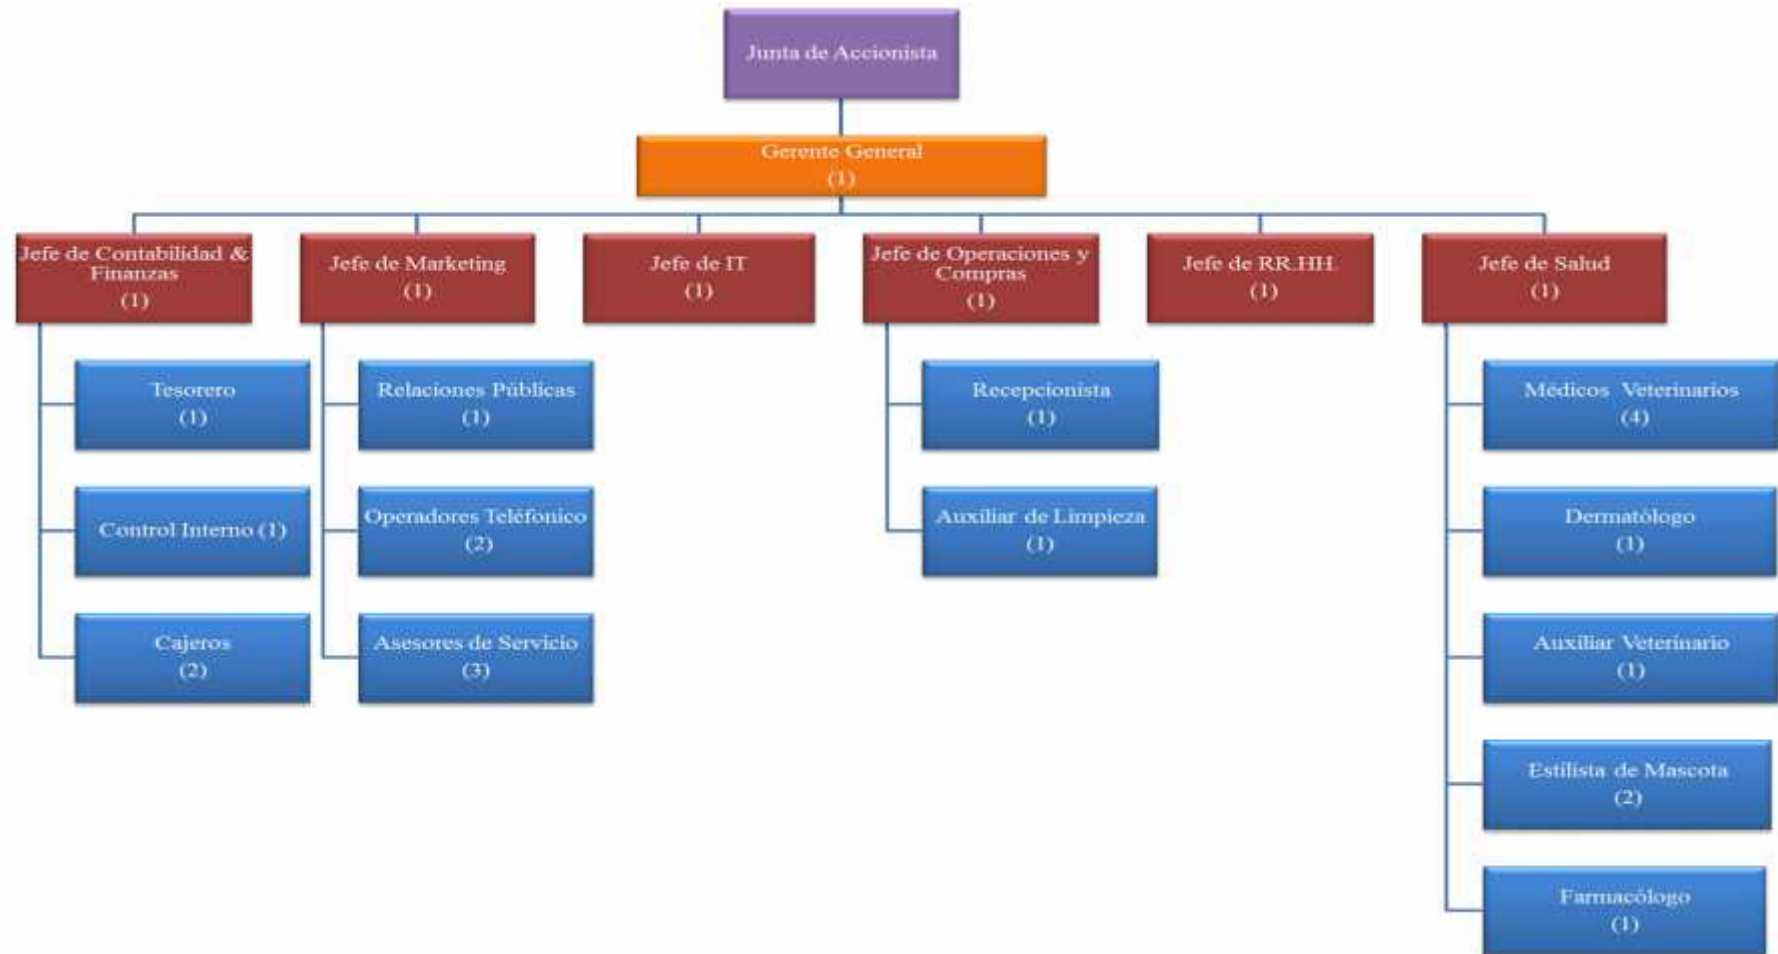 Junta de Accionista
Gerente General
(1)
Jefe de Contabilidad &
Finanzas
(1)
Jefe de Marketing
(1)
Jefe de IT
(1)
Jefe de Operaciones y
Compras
(1)
Jefe de RR.HH.
(1)
Jefe de Salud
(1)
Tesorero
(1)
Control Interno (1)
Cajeros
(2)
Relaciones Públicas
(1)
Operadores Teléfonico
(2)
Asesores de Servicio
(3)
Recepcionista
(1)
Auxiliar de Limpieza
(1)
Médicos Veterinarios
(4)
Dermatólogo
(1)
Auxiliar Veterinario
(1)
Estilista de Mascota
(2)
Farmacólogo
(1)